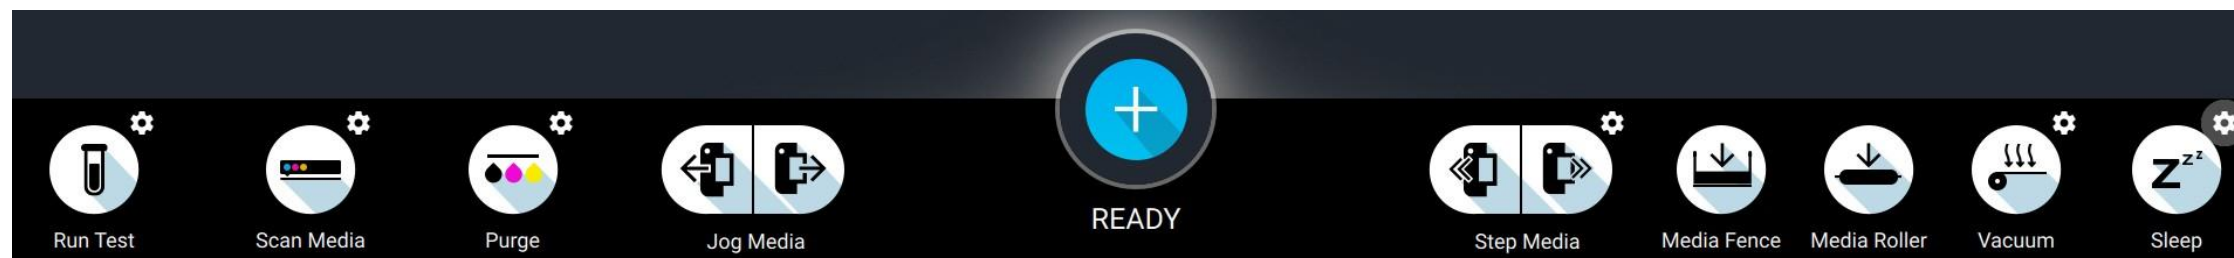 READY
Run Test
Scan Media
Purge
Jog Media
Step Media
Media Fence
Media Roller
Vacuum
Sleep